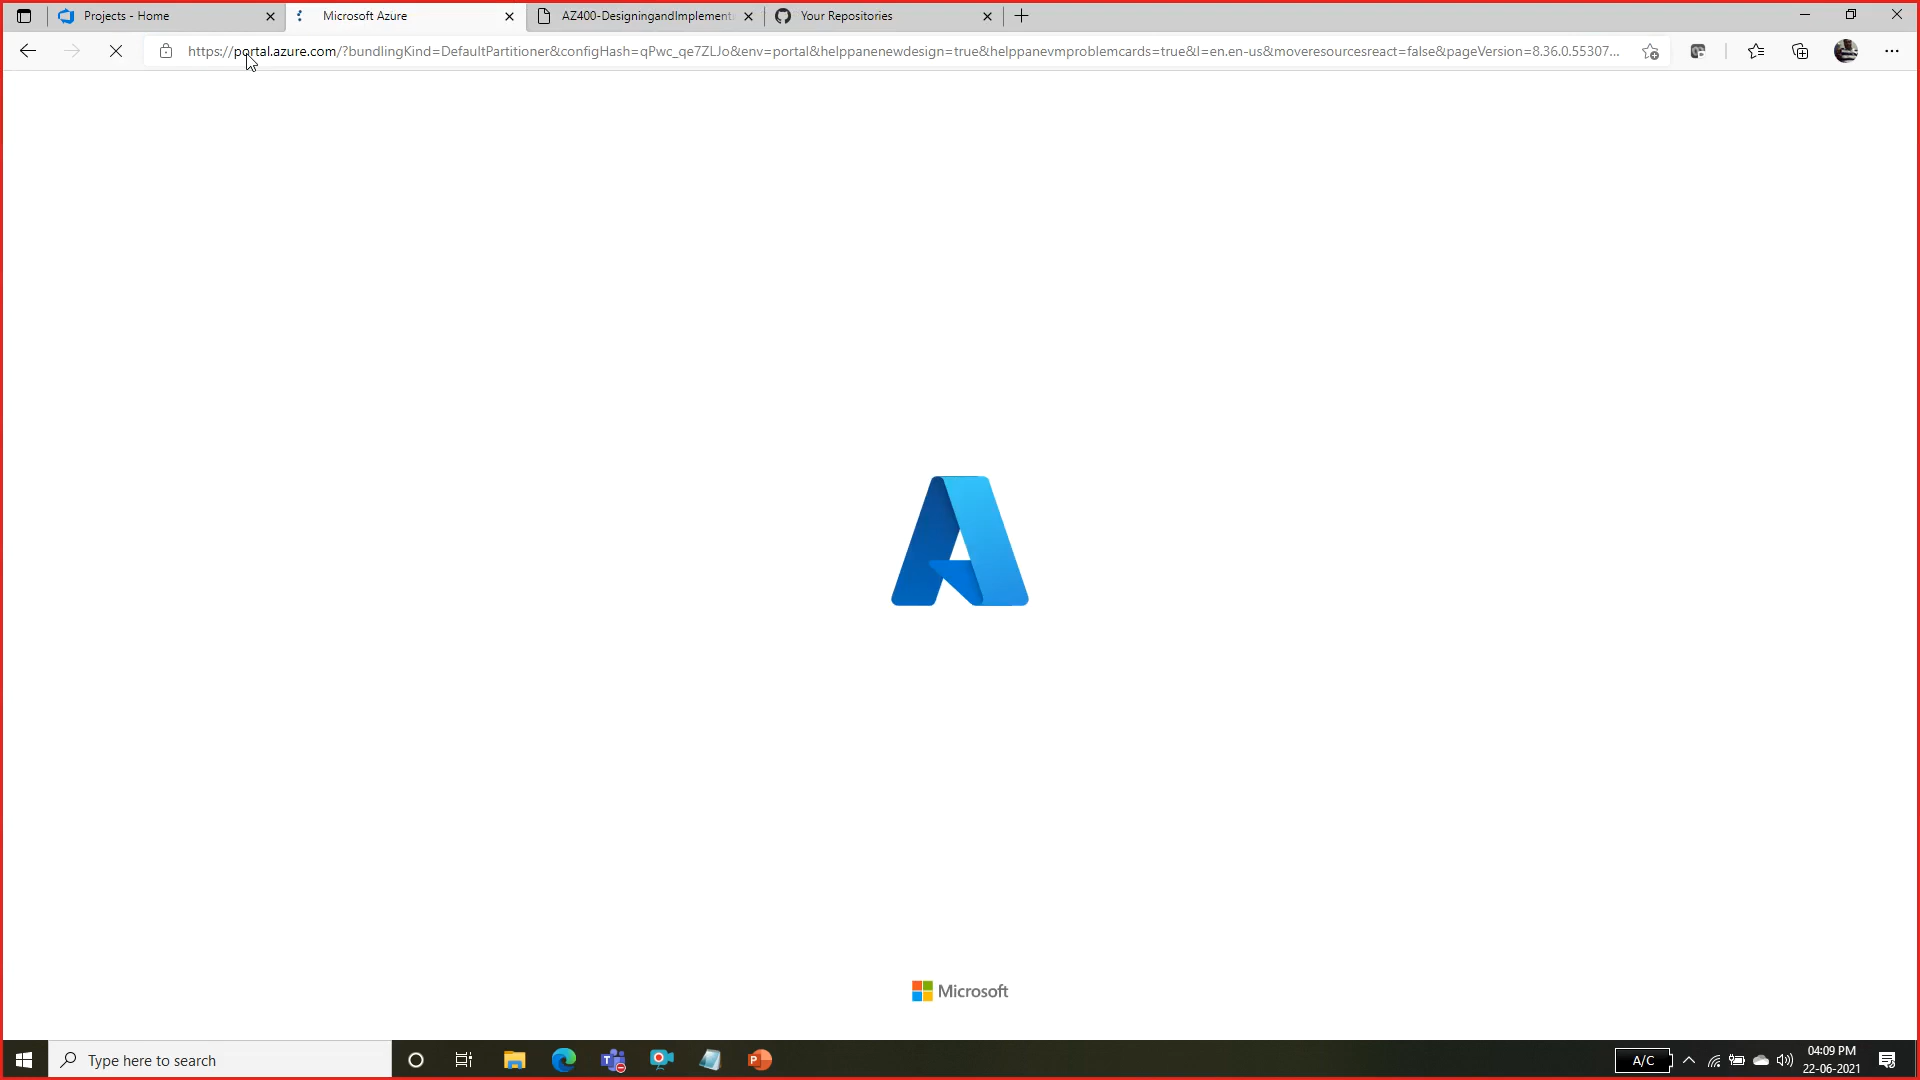 Projects - Home
Microsoft Azure
AZ400-DesigningandImplement
Your Repositories
https://portal.azure.com/?bundlingKind=DefaultPartitioner&configHash=qPwc_qe7ZLJo&env=portal&helppanenewdesign=true&helppanevmproblemcards=true&l=en.en-us&moveresourcesreact=false&pageVersion=8.36.0.55307...
Microsoft
Type here to search
A/C
04:09 PM
22-06-2021